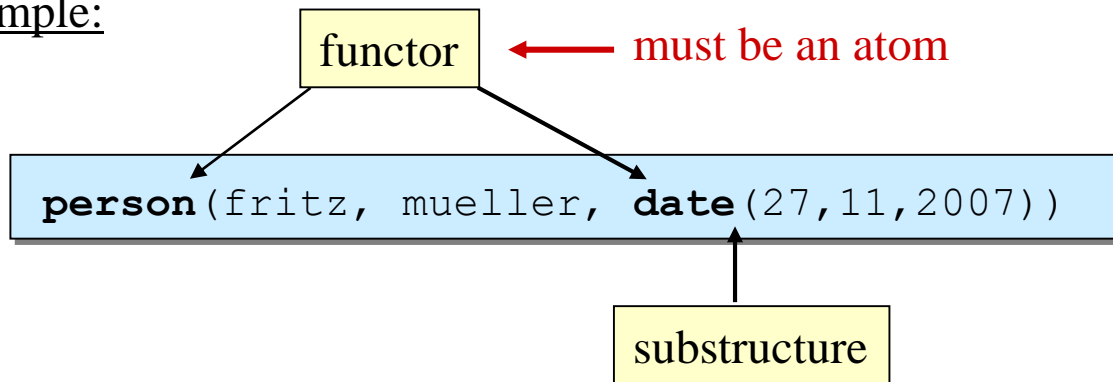 mple:
functor
must be an atom
person(fritz, mueller, date(27,11,2007))
substructure